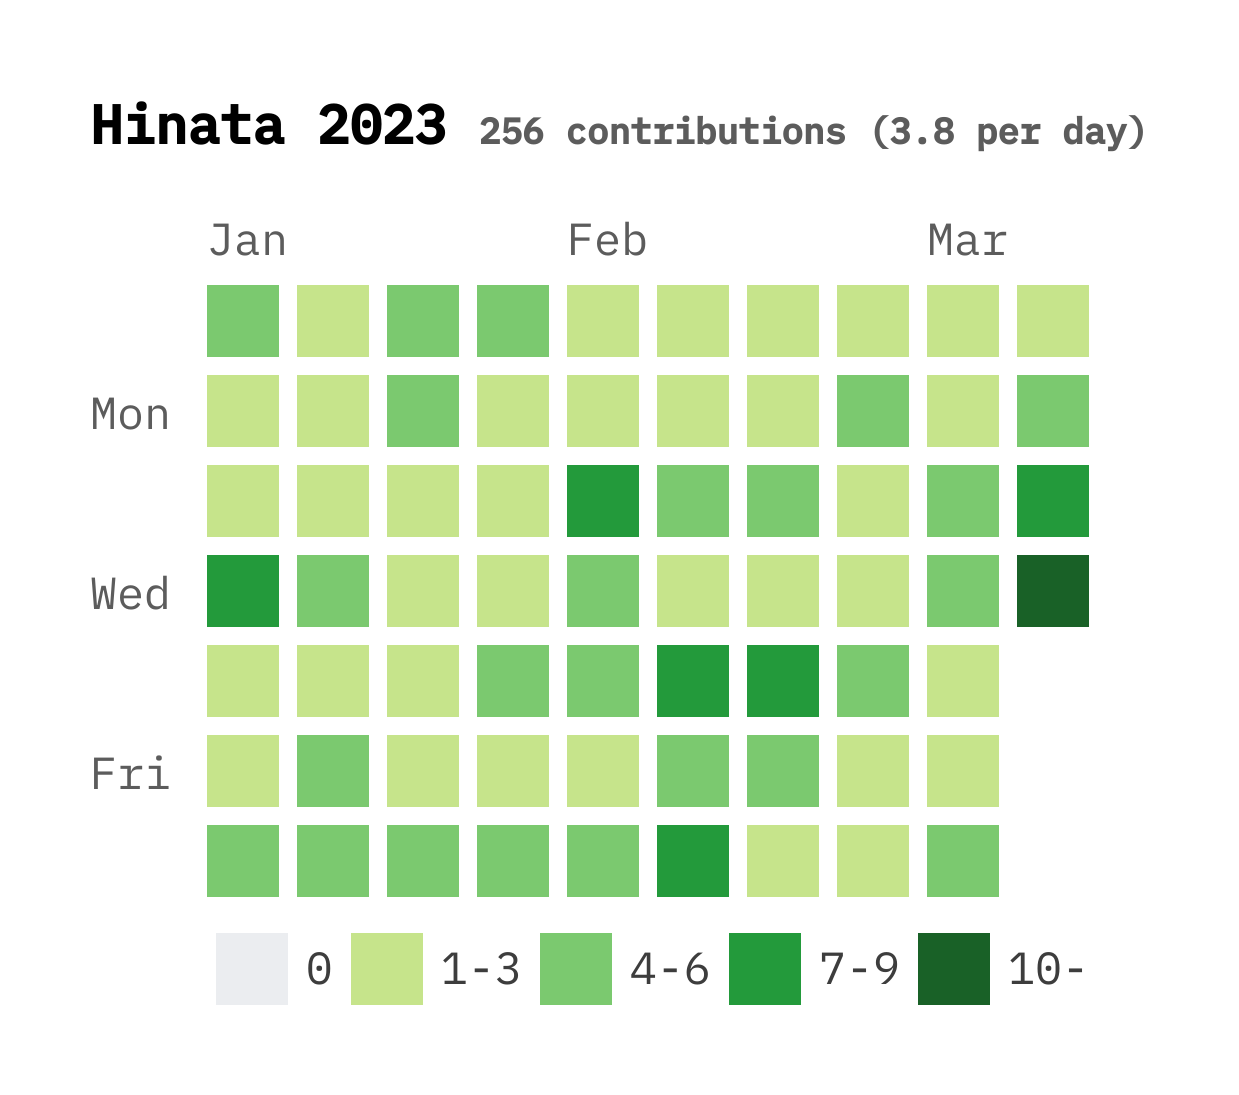 Hinata 2023 256 contributions (3.8 per day)
Jan Feb Mar
Mon
Wed
Fri
0 1-3 4-6 7-9 10-